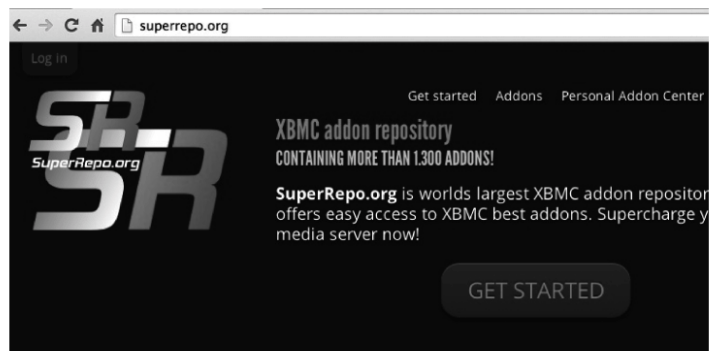 superrepo.org
Log in
Get started Addons Personal Addon Center
SR
SuperRepo.org
SR
XBMC addon repository
CONTAINING MORE THAN 1.300 ADDONS!
SuperRepo.org is worlds largest XBMC addon repositor
offers easy access to XBMC best addons. Supercharge y
media server now!
GET STARTED